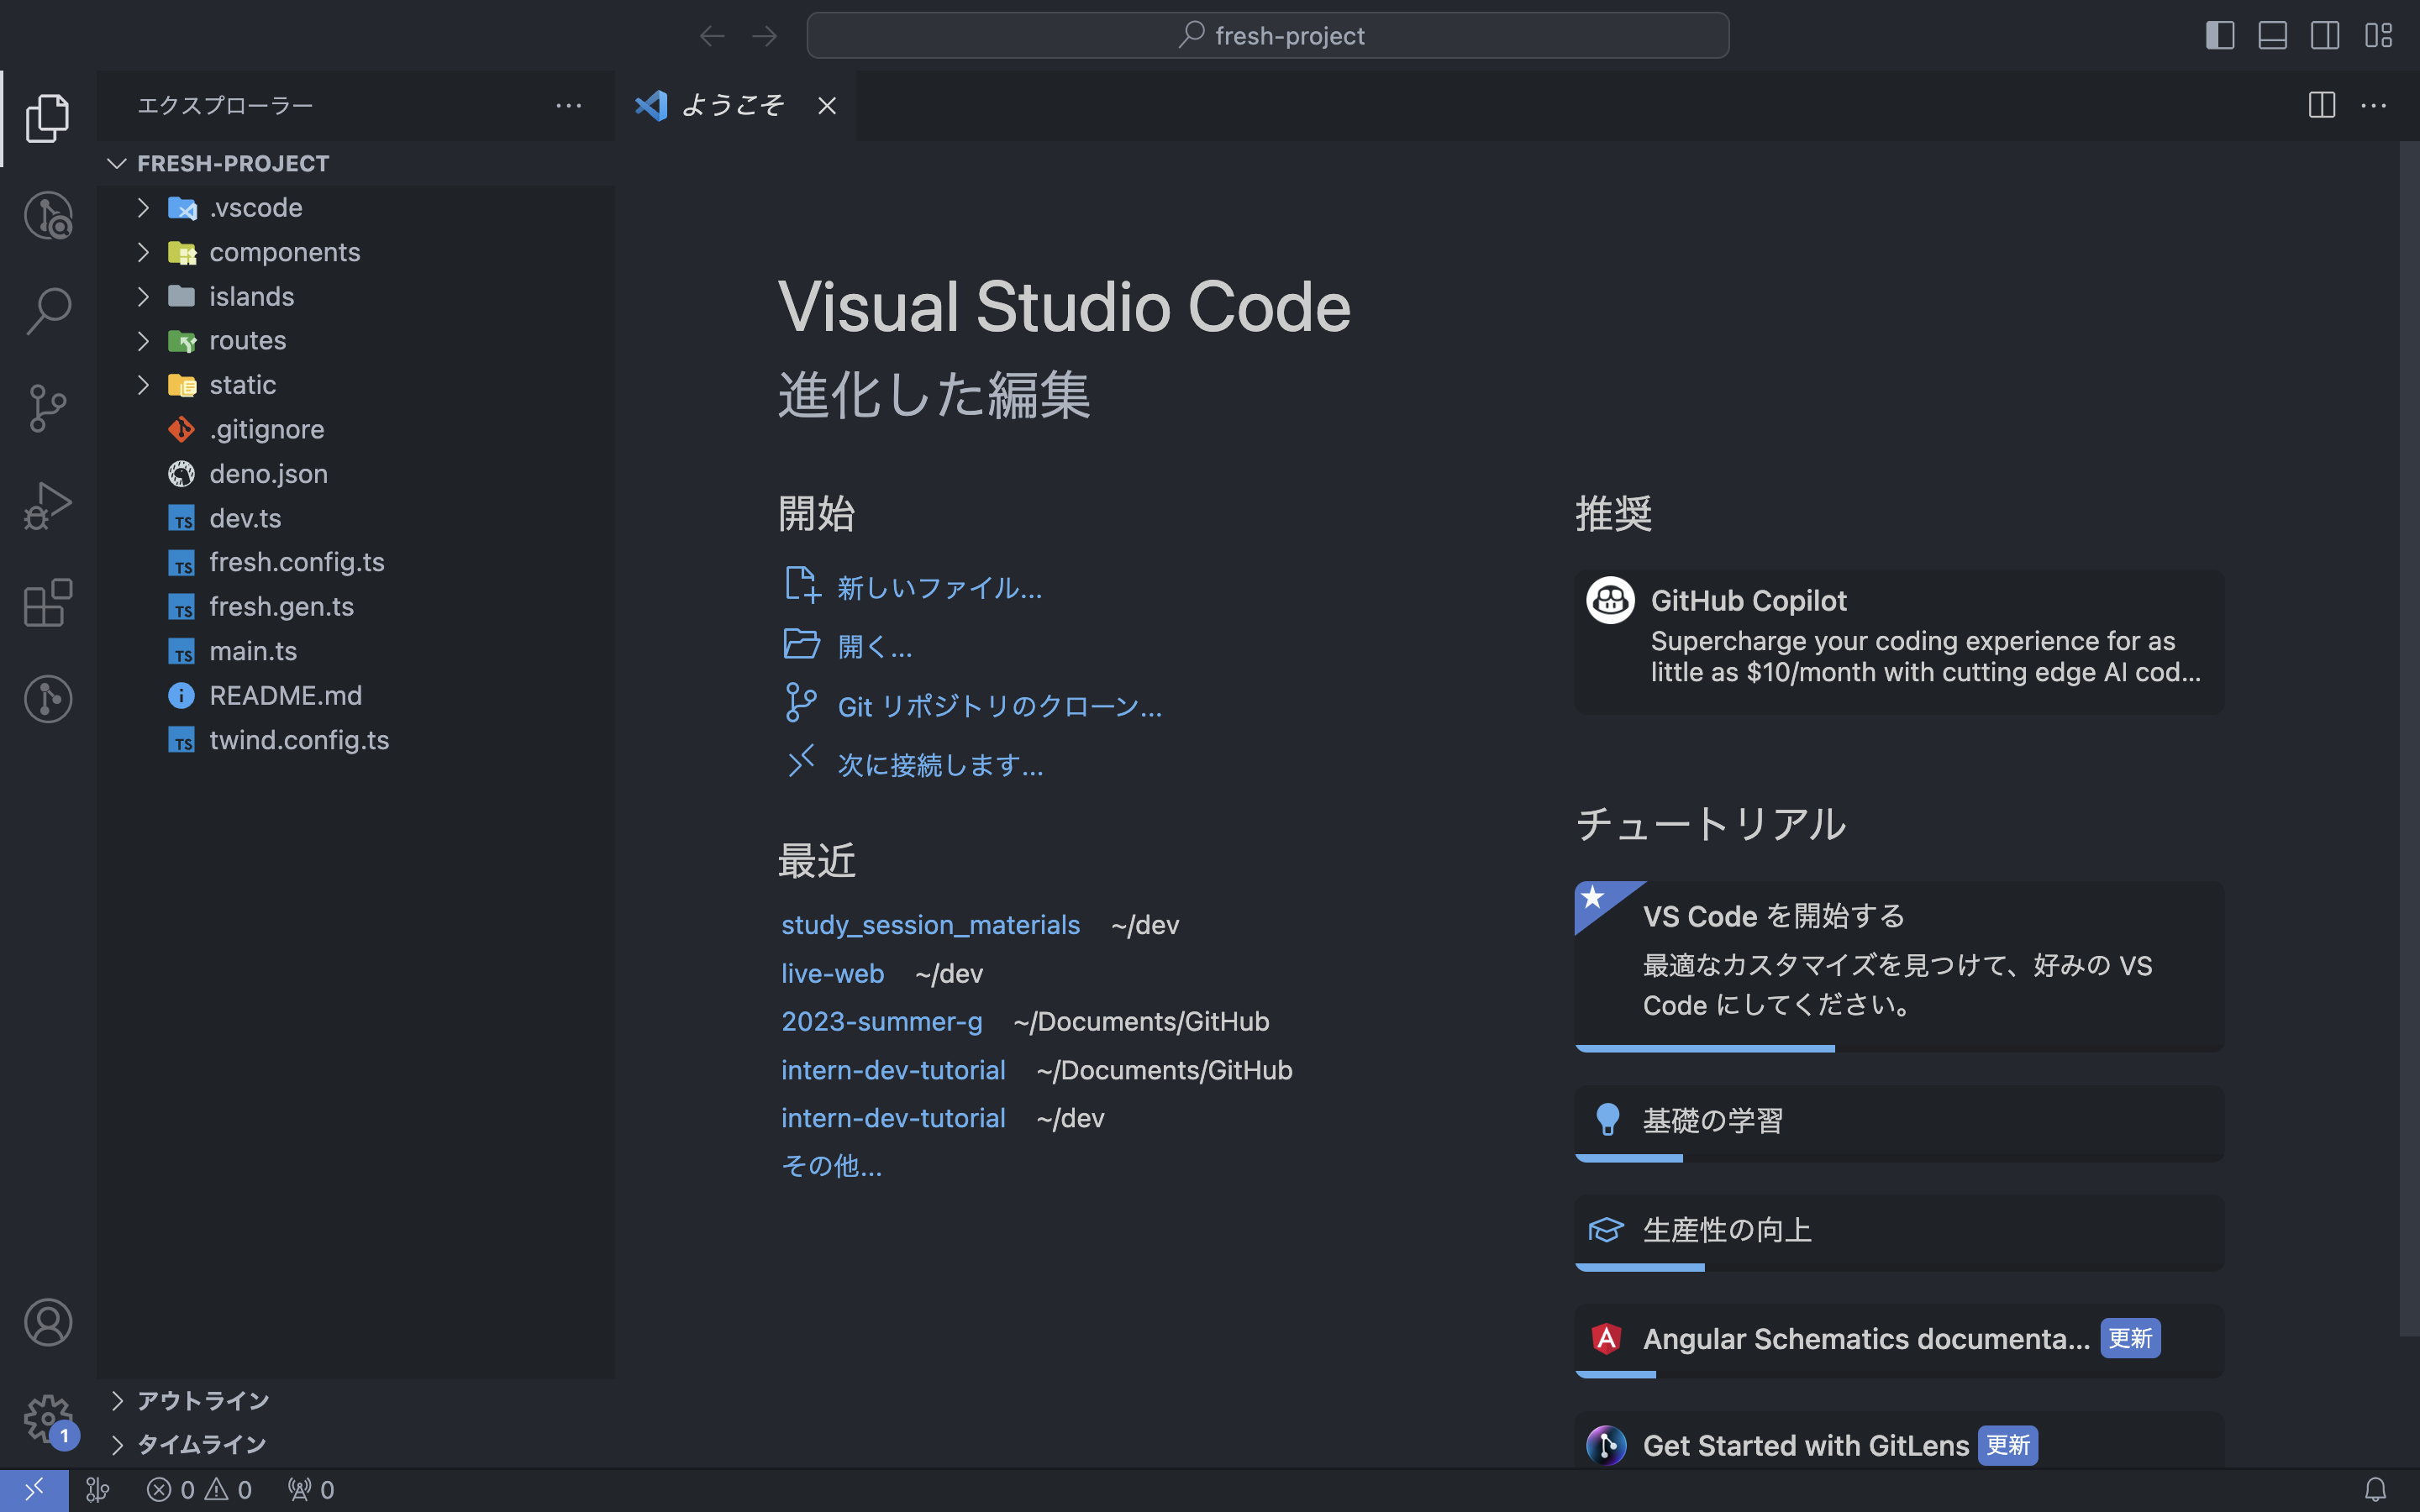 fresh-project
エクスプローラー
ようこそ
FRESH-PROJECT
.vscode
components
islands
routes
static
.gitignore
deno.json
dev.ts
fresh.config.ts
fresh.gen.ts
main.ts
README.md
twind.config.ts
アウトライン
タイムライン
Visual Studio Code
進化した編集
開始
新しいファイル...
開く...
Git リポジトリのクローン...
次に接続します...
最近
study_session_materials ~/dev
live-web ~/dev
2023-summer-g ~/Documents/GitHub
intern-dev-tutorial ~/Documents/GitHub
intern-dev-tutorial ~/dev
その他...
推奨
GitHub Copilot
Supercharge your coding experience for as
little as $10/month with cutting edge AI cod...
チュートリアル
VS Code を開始する
最適なカスタマイズを見つけて、好みの VS
Code にしてください。
基礎の学習
生産性の向上
Angular Schematics documenta... 更新
Get Started with GitLens 更新
1
0 0 0